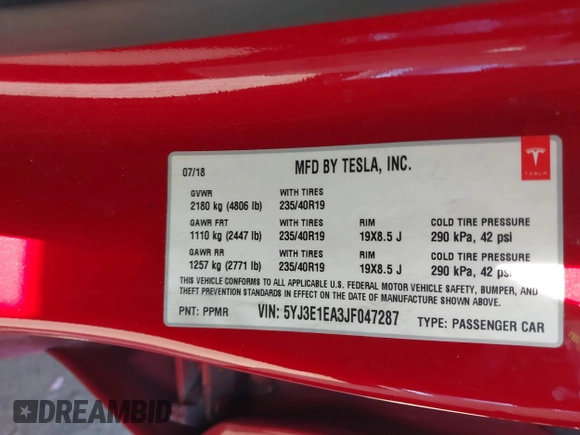 07/18 MFD BY TESLA, INC.
TESLA
GVWR WITH TIRES
2180 kg (4806 lb) 235/40R19
GAWR FRT WITH TIRES RIM COLD TIRE PRESSURE
1110 kg (2447 lb) 235/40R19 19X8.5 J 290 kPa, 42 psi
GAWR RR WITH TIRES RIM COLD TIRE PRESSURE
1257 kg (2771 lb) 235/40R19 19X8.5 J 290 kPa, 42 psi
THIS VEHICLE CONFORMS TO ALL APPLICABLE U.S. FEDERAL MOTOR VEHICLE SAFETY, BUMPER, AND
THEFT PREVENTION STANDARDS IN EFFECT ON THE DATE OF MANUFACTURE SHOWN ABOVE.
PNT: PPMR VIN: 5YJ3E1EA3JF047287 TYPE: PASSENGER CAR
DREAMBID